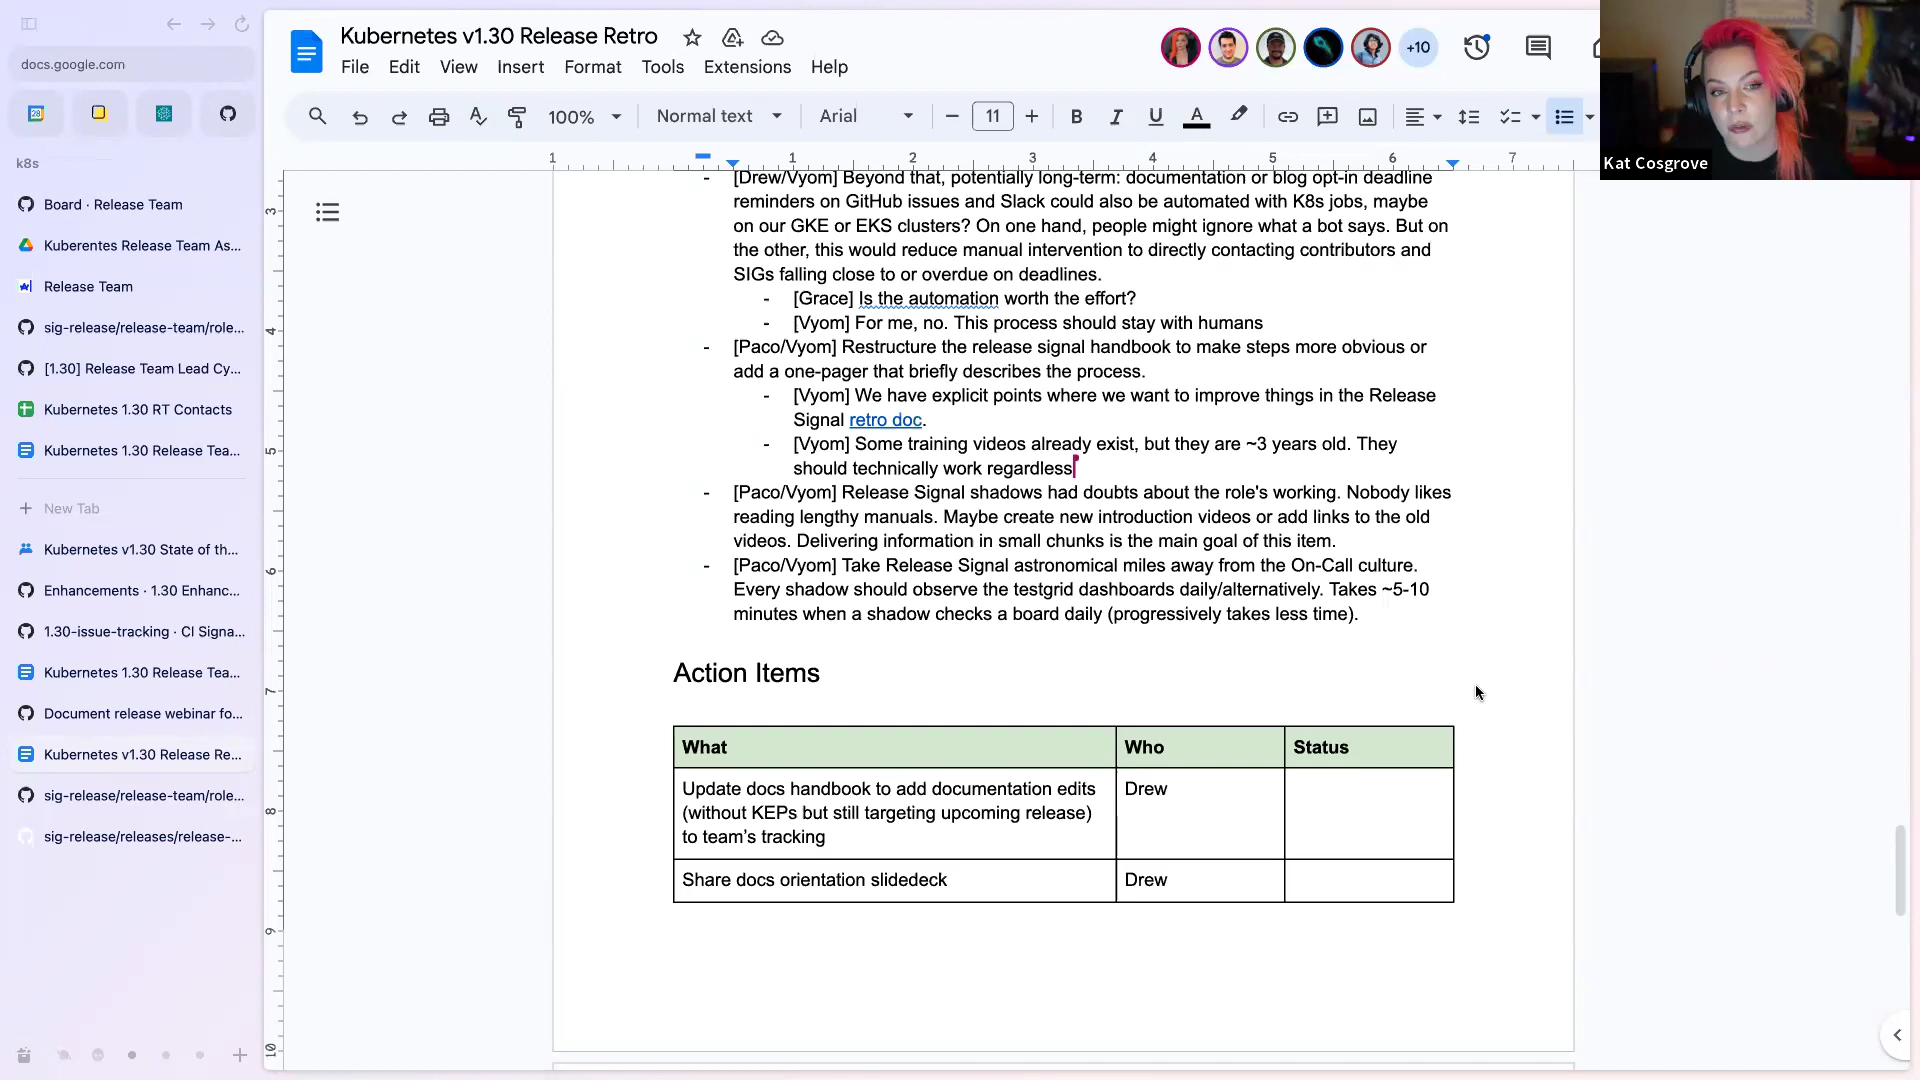 docs.google.com
28
k8s
Board · Release Team
Kuberentes Release Team As...
Release Team
sig-release/release-team/role...
[1.30] Release Team Lead Cy...
Kubernetes 1.30 RT Contacts
Kubernetes 1.30 Release Tea...
New Tab
Kubernetes v1.30 State of th...
Enhancements · 1.30 Enhanc...
1.30-issue-tracking · CI Signa...
Kubernetes 1.30 Release Tea...
Document release webinar fo...
Kubernetes v1.30 Release Re...
sig-release/release-team/role...
sig-release/releases/release-...
Kubernetes v1.30 Release Retro
File Edit View Insert Format Tools Extensions Help
+10
100% Normal text Arial 11 B I U A
1 1 2 3 4 5 6 7
3
4
5
6
7
8
9
10
- [Drew/Vyom] Beyond that, potentially long-term: documentation or blog opt-in deadline
reminders on GitHub issues and Slack could also be automated with K8s jobs, maybe
on our GKE or EKS clusters? On one hand, people might ignore what a bot says. But on
the other, this would reduce manual intervention to directly contacting contributors and
SIGs falling close to or overdue on deadlines.
- [Grace] Is the automation worth the effort?
- [Vyom] For me, no. This process should stay with humans
- [Paco/Vyom] Restructure the release signal handbook to make steps more obvious or
add a one-pager that briefly describes the process.
- [Vyom] We have explicit points where we want to improve things in the Release
Signal retro doc.
- [Vyom] Some training videos already exist, but they are ~3 years old. They
should technically work regardless
- [Paco/Vyom] Release Signal shadows had doubts about the role's working. Nobody likes
reading lengthy manuals. Maybe create new introduction videos or add links to the old
videos. Delivering information in small chunks is the main goal of this item.
- [Paco/Vyom] Take Release Signal astronomical miles away from the On-Call culture.
Every shadow should observe the testgrid dashboards daily/alternatively. Takes ~5-10
minutes when a shadow checks a board daily (progressively takes less time).
Action Items
What Who Status
Update docs handbook to add documentation edits Drew
(without KEPs but still targeting upcoming release)
to team's tracking
Share docs orientation slidedeck Drew
Kat Cosgrove